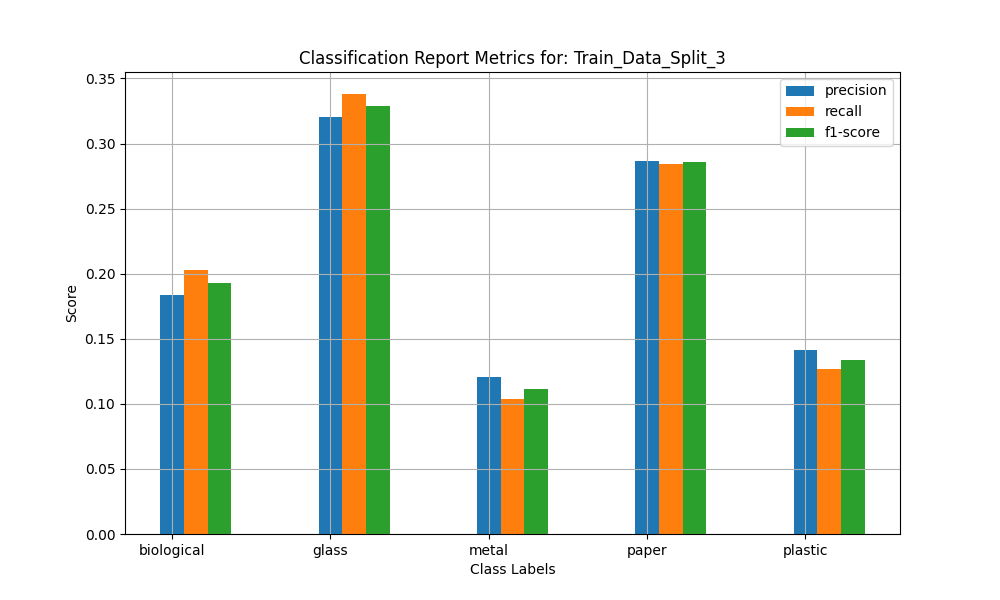 Classification Report Metrics for: Train_Data_Split_3
precision
recall
f1-score
Score
0.35
0.30
0.25
0.20
0.15
0.10
0.05
0.00
biological glass metal paper plastic
Class Labels